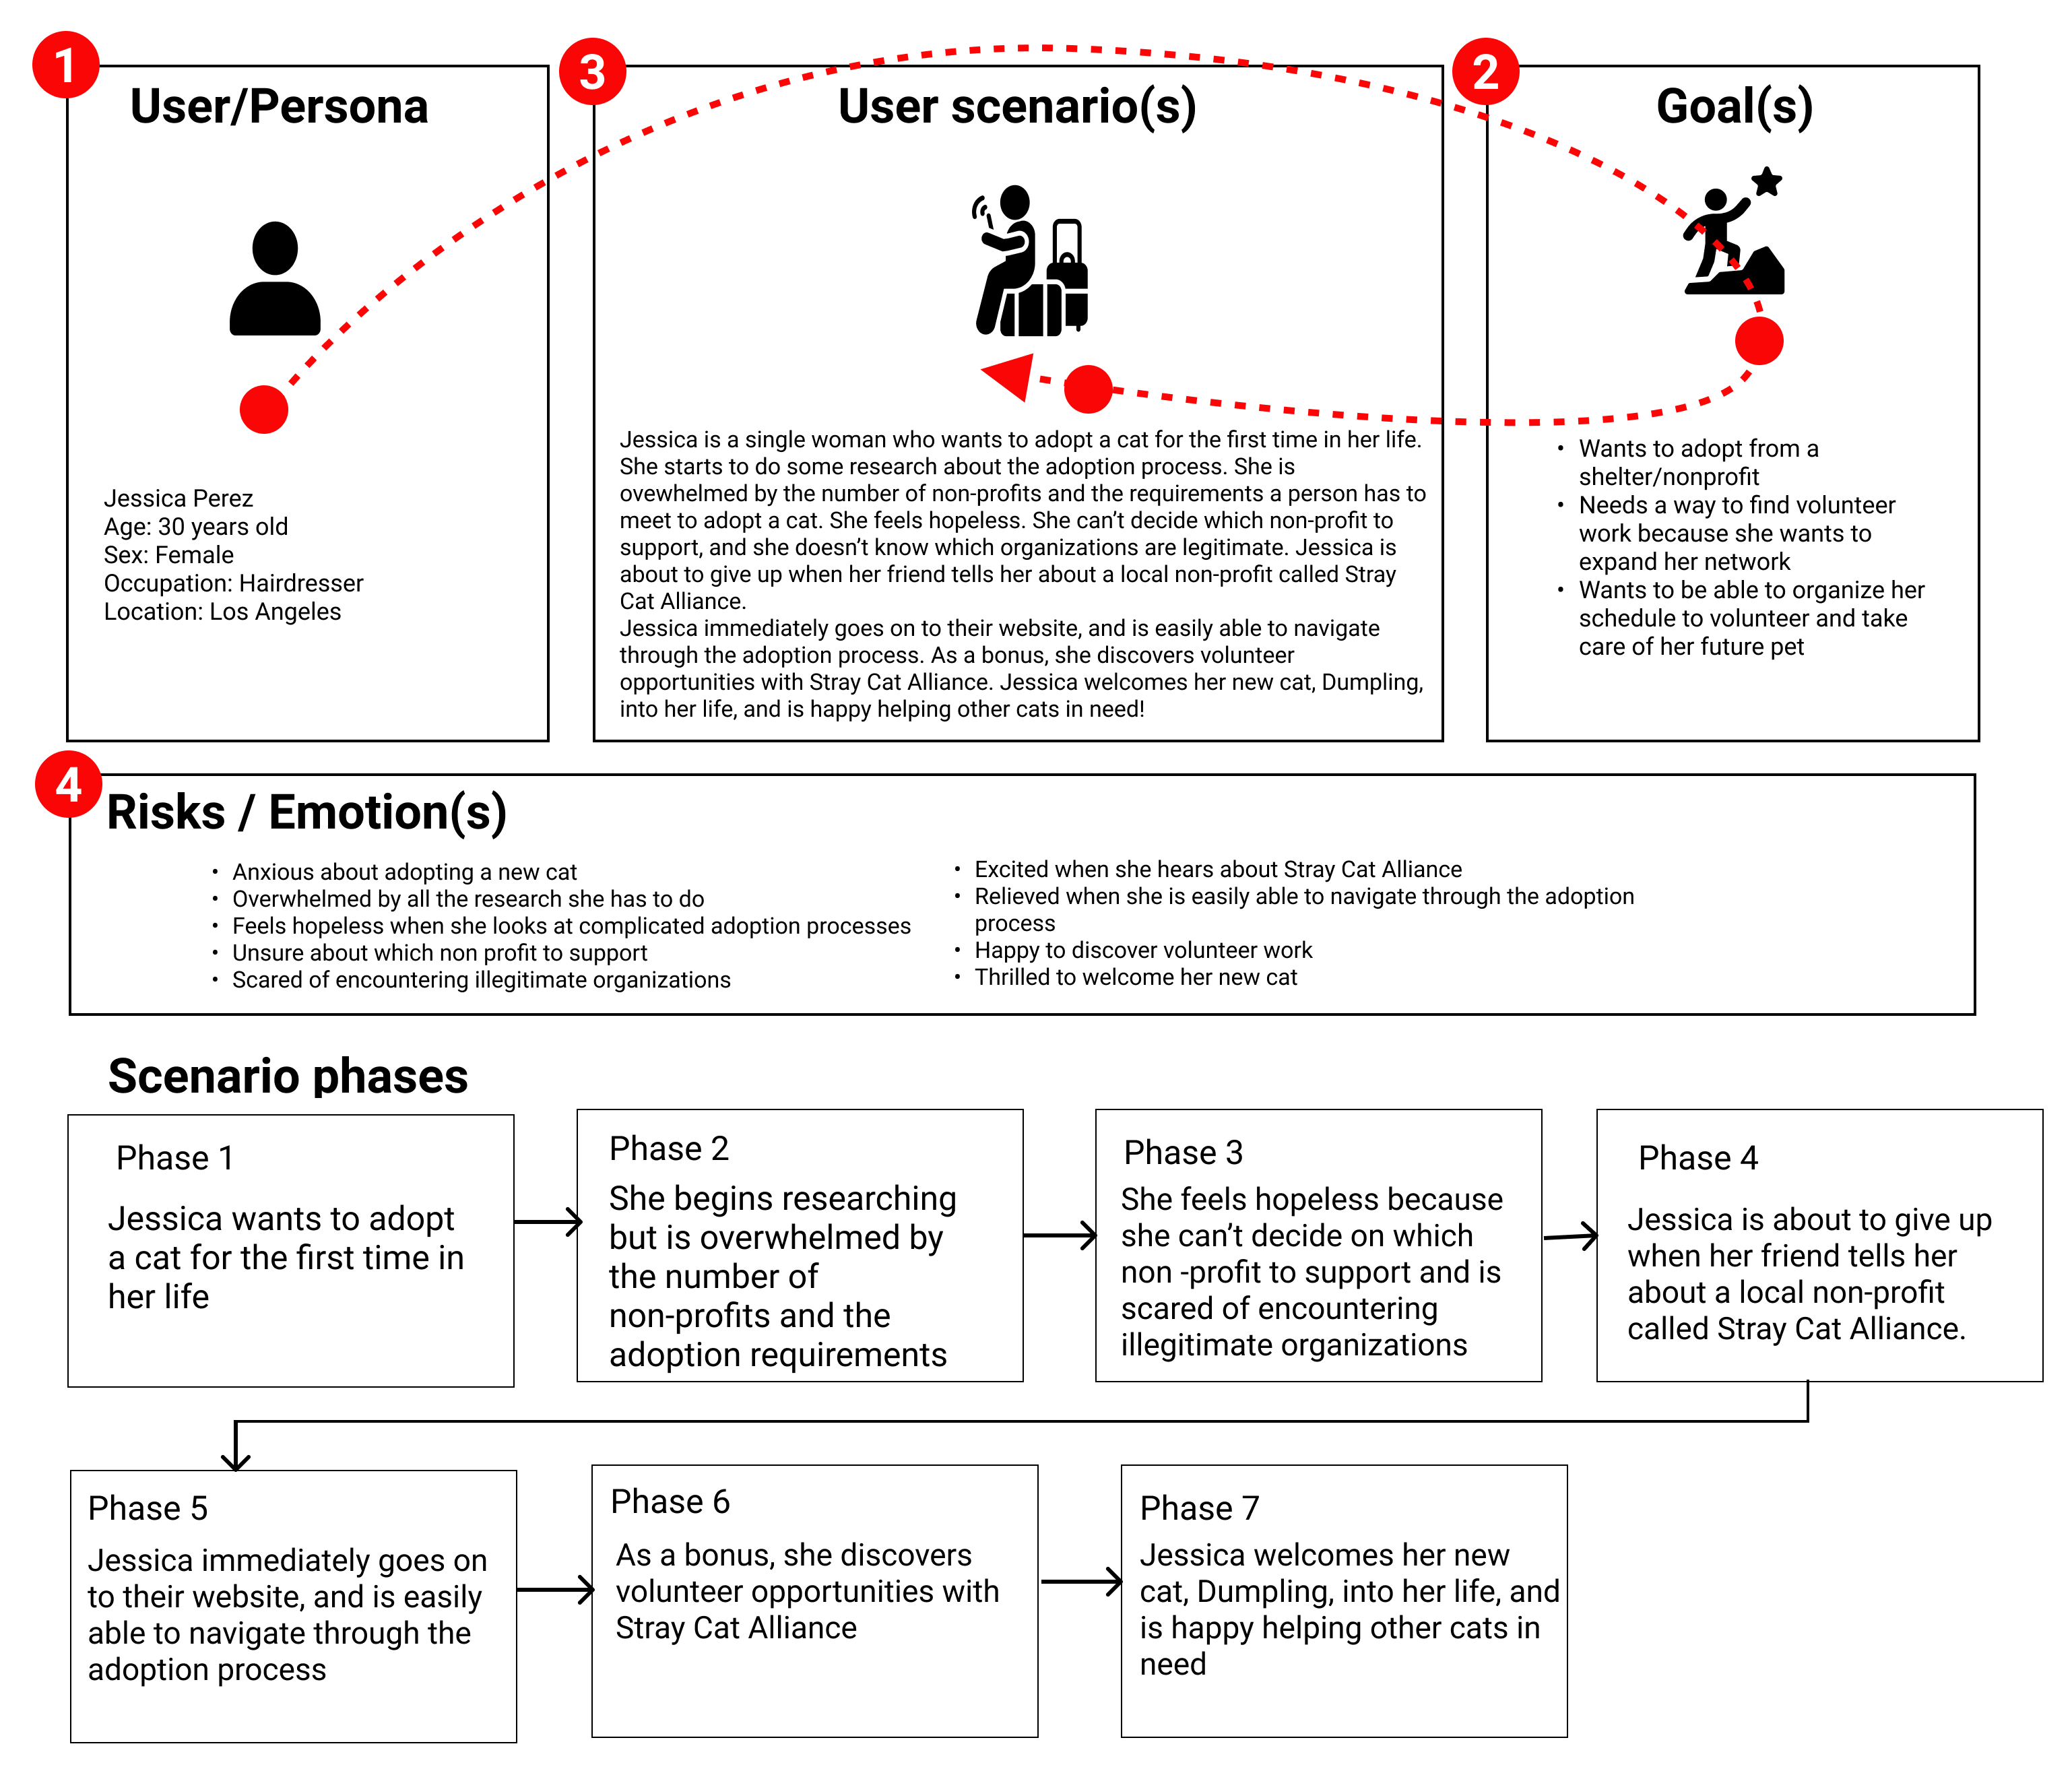 1
User/Persona
Jessica Perez
Age: 30 years old
Sex: Female
Occupation: Hairdresser
Location: Los Angeles
3
User scenario(s)
Jessica is a single woman who wants to adopt a cat for the first time in her life.
She starts to do some research about the adoption process. She is
ovewhelmed by the number of non-profits and the requirements a person has to
meet to adopt a cat. She feels hopeless. She can’t decide which non-profit to
support, and she doesn’t know which organizations are legitimate. Jessica is
about to give up when her friend tells her about a local non-profit called Stray
Cat Alliance.
Jessica immediately goes on to their website, and is easily able to navigate
through the adoption process. As a bonus, she discovers volunteer
opportunities with Stray Cat Alliance. Jessica welcomes her new cat, Dumpling,
into her life, and is happy helping other cats in need!
2
Goal(s)
• Wants to adopt from a
shelter/nonprofit
• Needs a way to find volunteer
work because she wants to
expand her network
• Wants to be able to organize her
schedule to volunteer and take
care of her future pet
4
Risks / Emotion(s)
• Anxious about adopting a new cat
• Overwhelmed by all the research she has to do
• Feels hopeless when she looks at complicated adoption processes
• Unsure about which non profit to support
• Scared of encountering illegitimate organizations
• Excited when she hears about Stray Cat Alliance
• Relieved when she is easily able to navigate through the adoption
process
• Happy to discover volunteer work
• Thrilled to welcome her new cat
Scenario phases
Phase 1
Jessica wants to adopt
a cat for the first time in
her life
Phase 2
She begins researching
but is overwhelmed by
the number of
non-profits and the
adoption requirements
Phase 3
She feels hopeless because
she can’t decide on which
non -profit to support and is
scared of encountering
illegitimate organizations
Phase 4
Jessica is about to give up
when her friend tells her
about a local non-profit
called Stray Cat Alliance.
Phase 5
Jessica immediately goes on
to their website, and is easily
able to navigate through the
adoption process
Phase 6
As a bonus, she discovers
volunteer opportunities with
Stray Cat Alliance
Phase 7
Jessica welcomes her new
cat, Dumpling, into her life, and
is happy helping other cats in
need